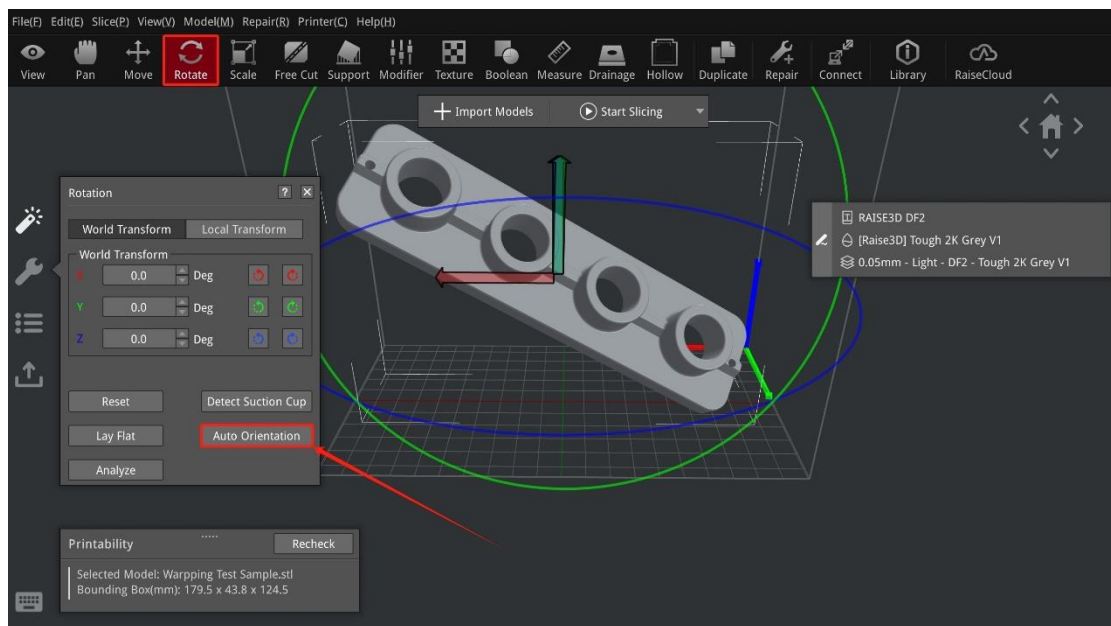 File(F) Edit(E) Slice(P) View(V) Model(M) Repair(R) Printer(C) Help(H)
View Pan Move Rotate Scale Free Cut Support Modifier Texture Boolean Measure Drainage Hollow Duplicate Repair Connect Library RaiseCloud
Import Models Start Slicing
Rotation ? X
World Transform Local Transform
World Transform
X 0.0 Deg
Y 0.0 Deg
Z 0.0 Deg
Reset Detect Suction Cup
Lay Flat Auto Orientation
Analyze
RAISE3D DF2
[Raise3D] Tough 2K Grey V1
0.05mm - Light - DF2 - Tough 2K Grey V1
Printability Recheck
Selected Model: Warpping Test Sample.stl
Bounding Box(mm): 179.5 x 43.8 x 124.5